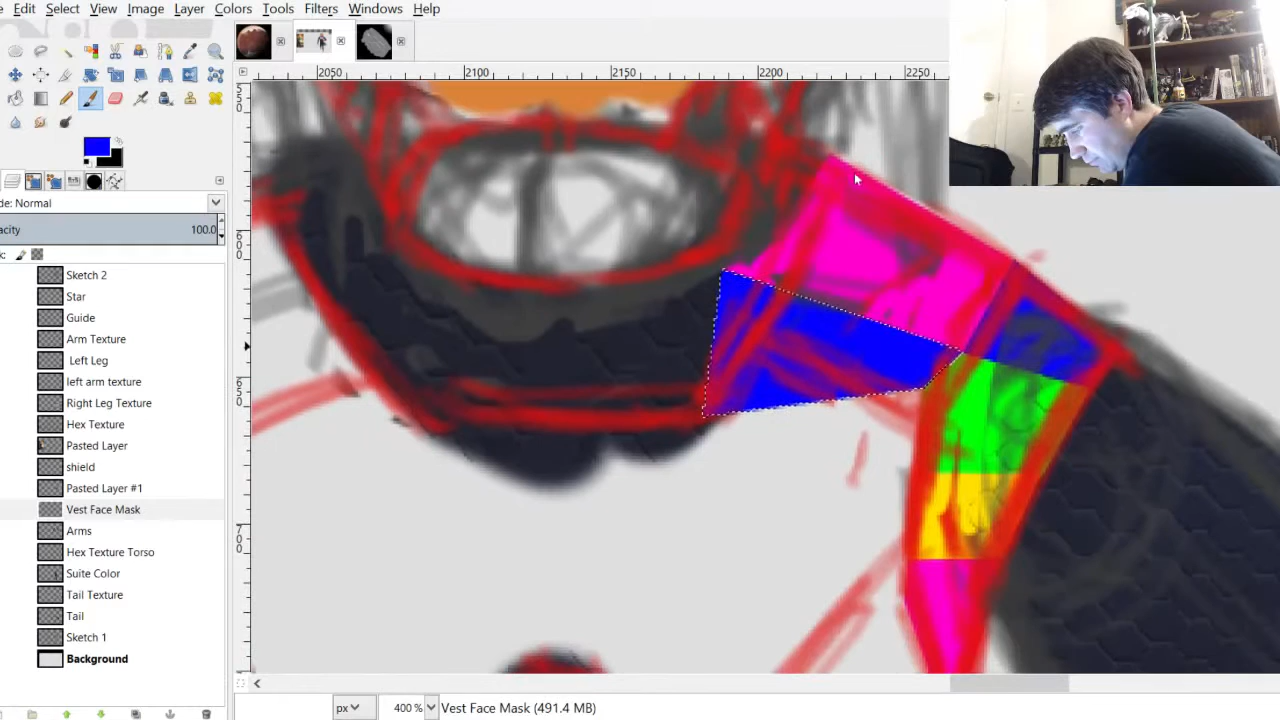 e Edit Select View Image Layer Colors Tools Filters Windows Help
2050 2100 2150 2200 2250
de: Normal
acity 100.0
k:
Sketch 2
Star
Guide
Arm Texture
Left Leg
left arm texture
Right Leg Texture
Hex Texture
Pasted Layer
shield
Pasted Layer #1
Vest Face Mask
Arms
Hex Texture Torso
Suite Color
Tail Texture
Tail
Sketch 1
Background
px 400 % Vest Face Mask (491.4 MB)